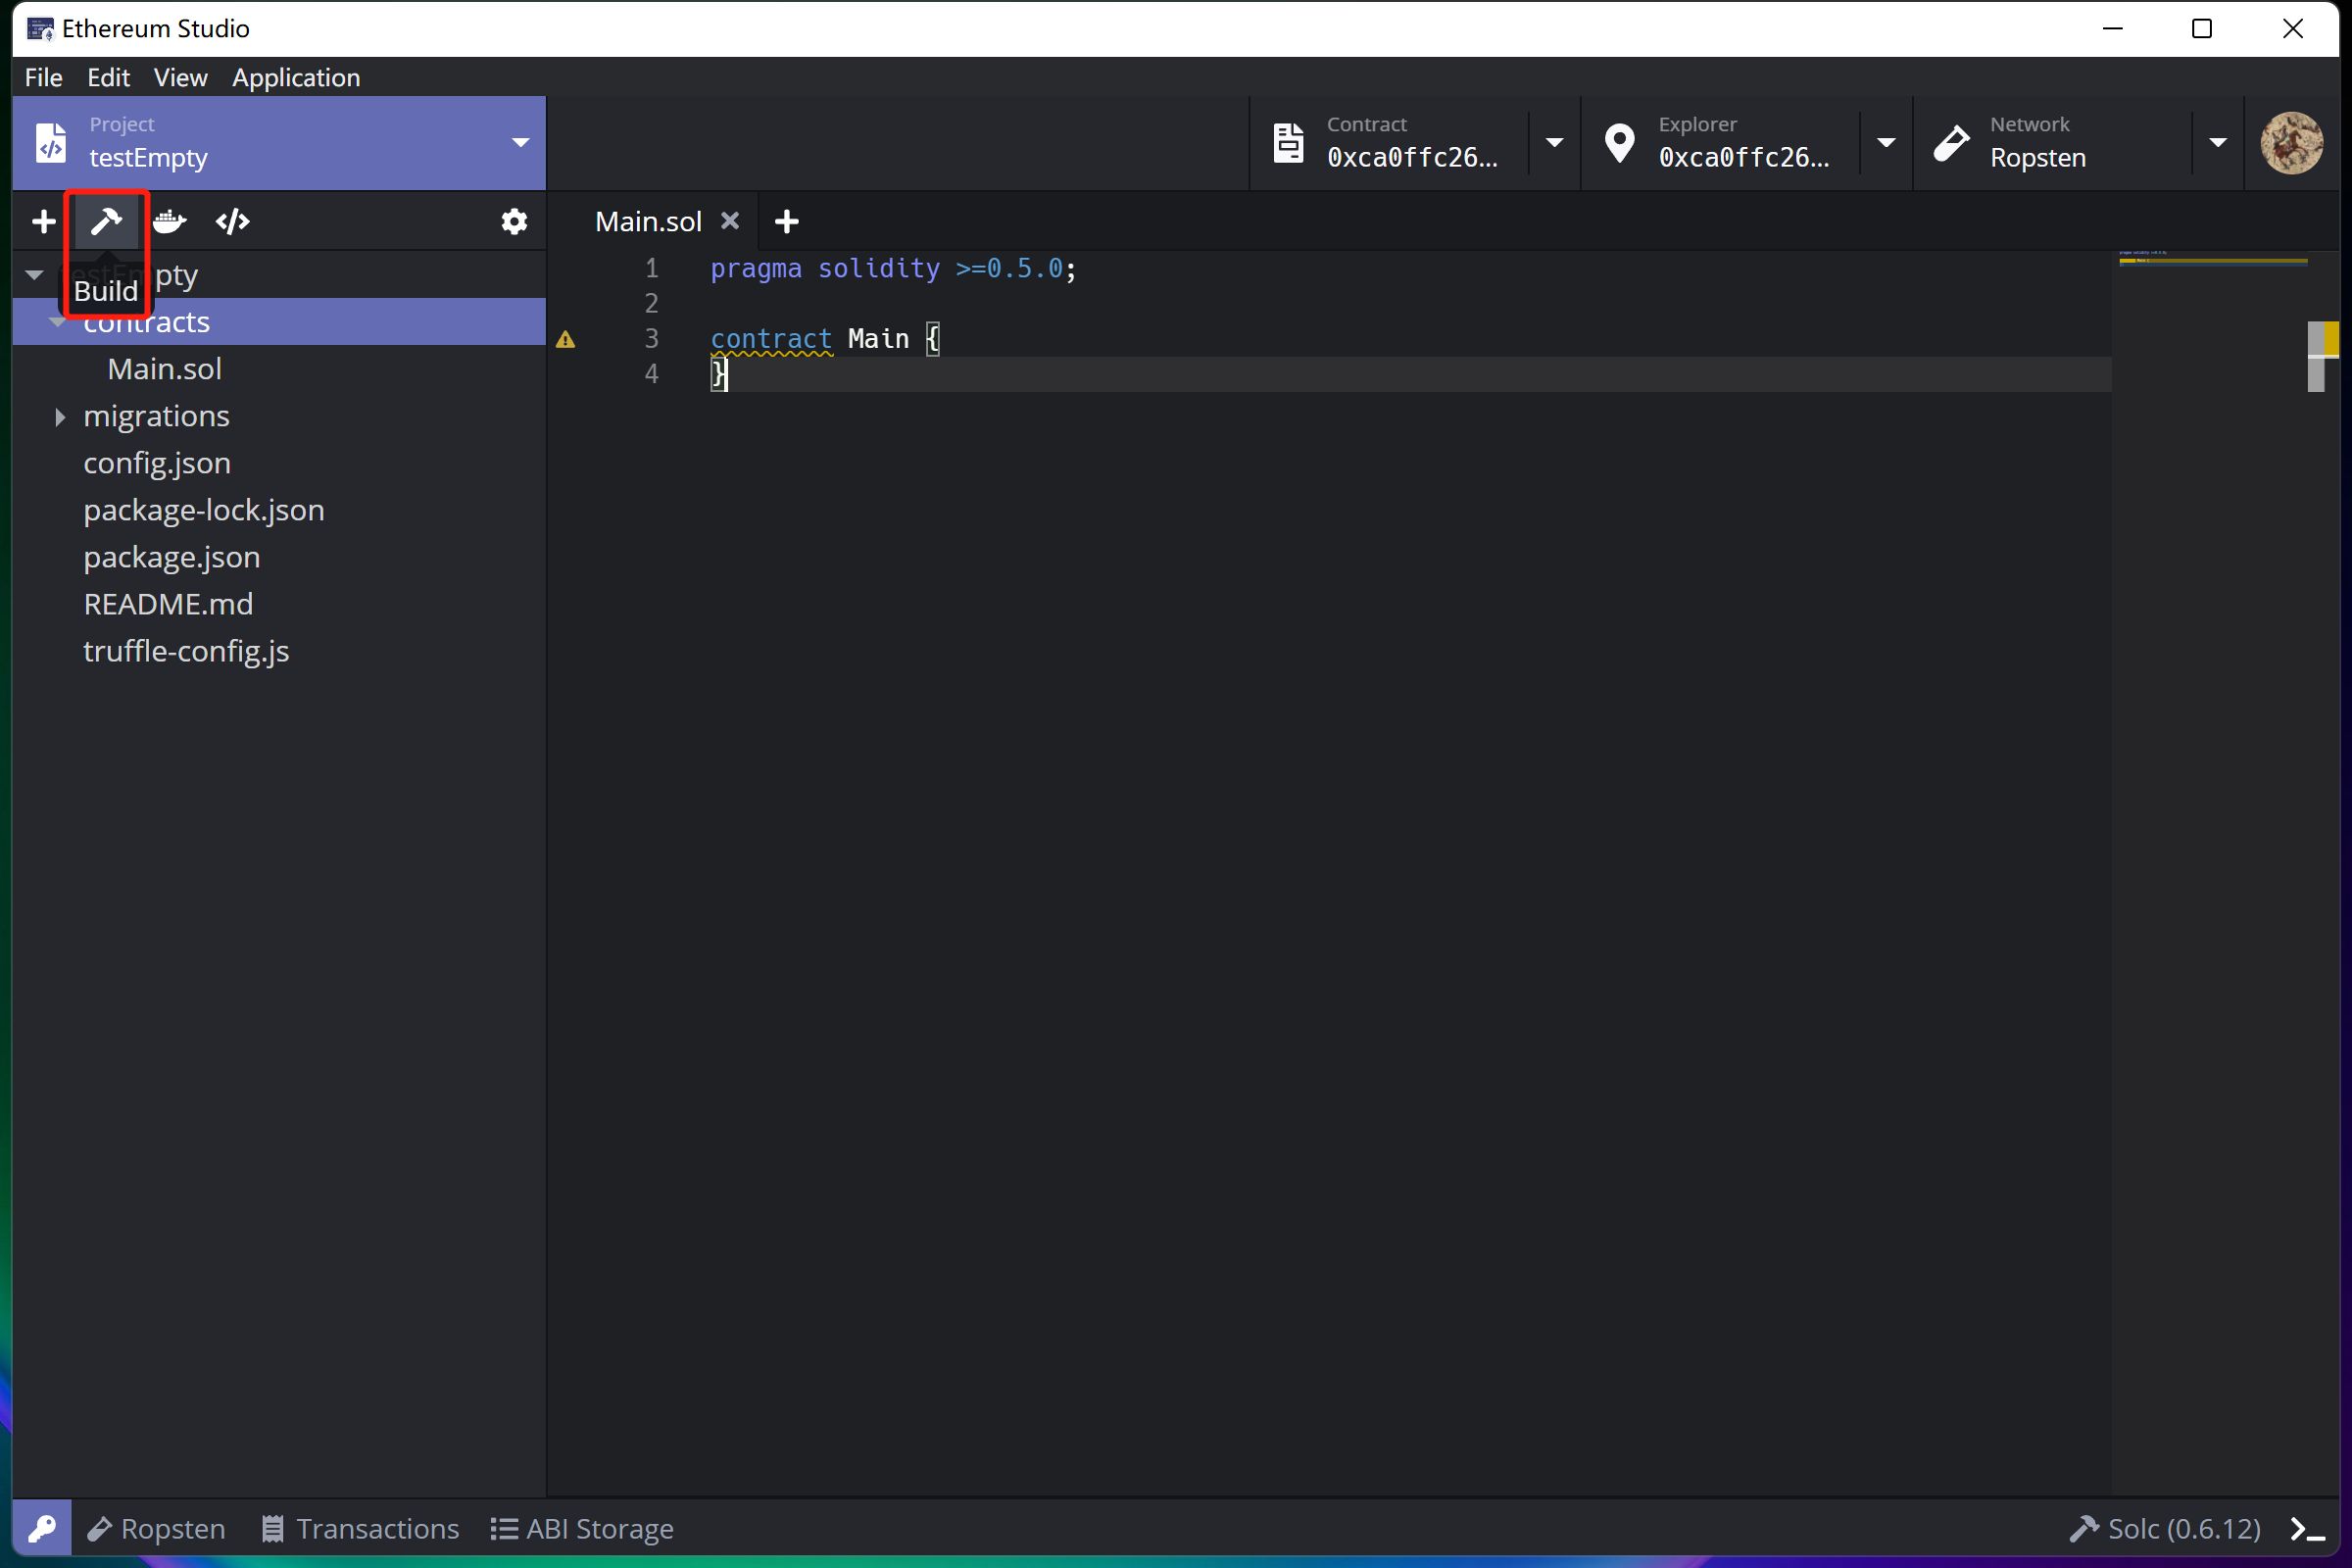 Ethereum Studio
File Edit View Application
Project
testEmpty
Contract
0xca0ffc26...
Explorer
0xca0ffc26...
Network
Ropsten
Main.sol
testEmpty
Build
contracts
Main.sol
migrations
config.json
package-lock.json
package.json
README.md
truffle-config.js
1 pragma solidity >=0.5.0;
2
3 contract Main {
4 }
Ropsten Transactions ABI Storage
Solc (0.6.12)